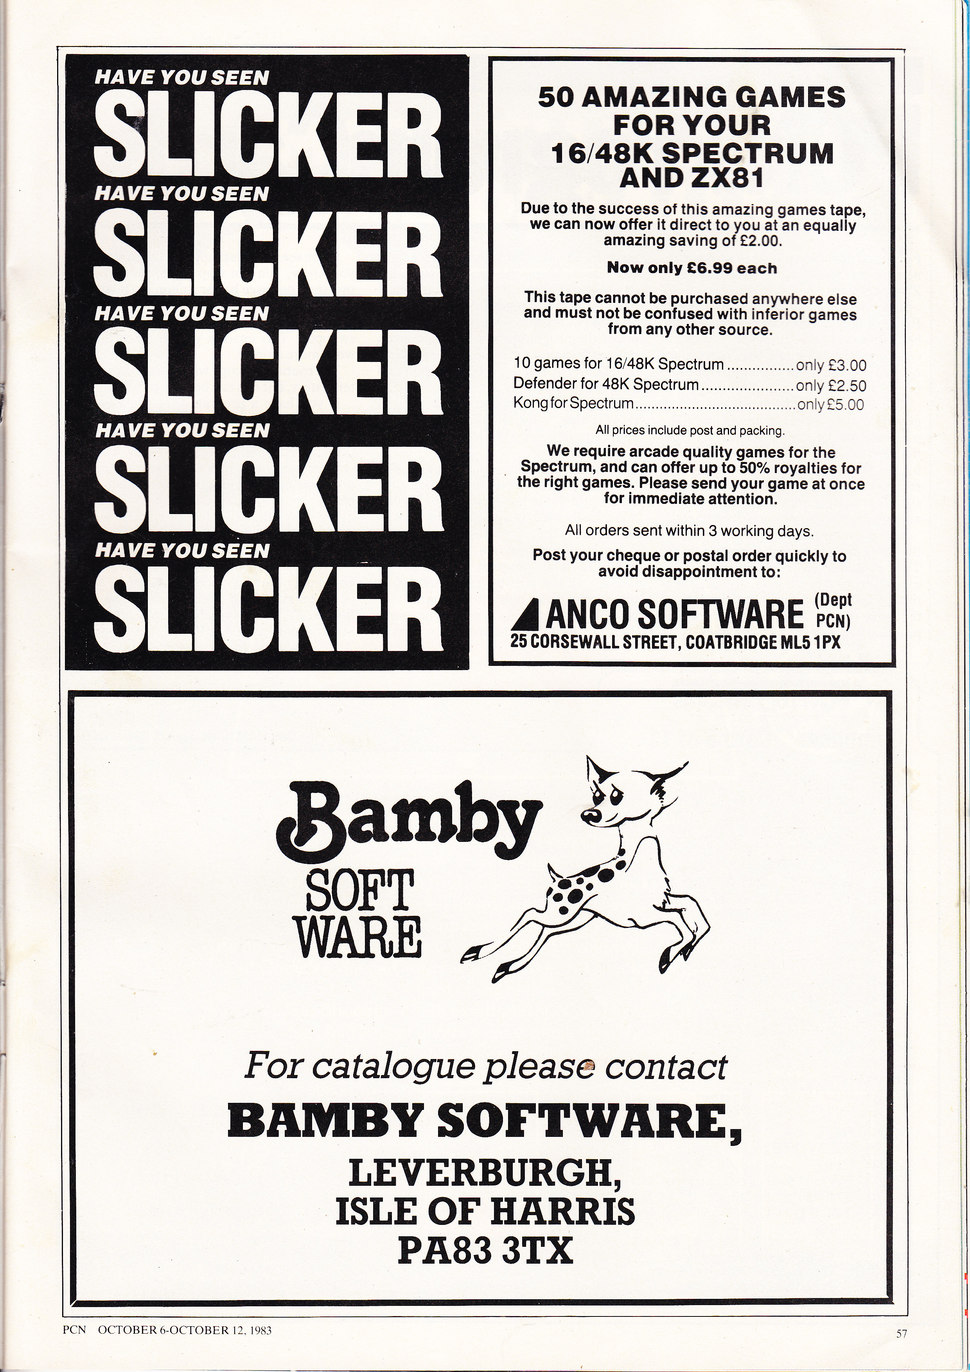 HAVE YOU SEEN
SLICKER
HAVE YOU SEEN
SLICKER
HAVE YOU SEEN
SLICKER
HAVE YOU SEEN
SLICKER
HAVE YOU SEEN
SLICKER
50 AMAZING GAMES
FOR YOUR
16/48K SPECTRUM
AND ZX81
Due to the success of this amazing games tape,
we can now offer it direct to you at an equally
amazing saving of £2.00.
Now only £6.99 each
This tape cannot be purchased anywhere else
and must not be confused with inferior games
from any other source.
10 games for 16/48K Spectrum ................only £3.00
Defender for 48K Spectrum......................only £2.50
Kong for Spectrum.......................................only £5.00
All prices include post and packing.
We require arcade quality games for the
Spectrum, and can offer up to 50% royalties for
the right games. Please send your game at once
for immediate attention.
All orders sent within 3 working days.
Post your cheque or postal order quickly to
avoid disappointment to:
ANCO SOFTWARE (Dept PCN)
25 CORSEWALL STREET, COATBRIDGE ML5 1PX
Bamby
SOFT
WARE
For catalogue please contact
BAMBY SOFTWARE,
LEVERBURGH,
ISLE OF HARRIS
PA83 3TX
PCN OCTOBER 6-OCTOBER 12, 1983
57